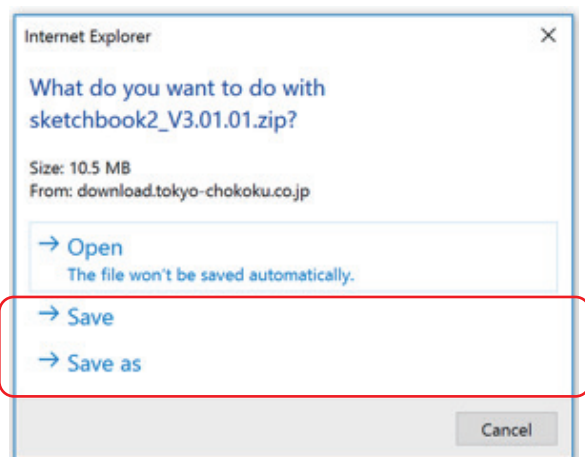 Internet Explorer
What do you want to do with
sketchbook2_V3.01.01.zip?
Size: 10.5 MB
From: download.tokyo-chokoku.co.jp
Open
The file won't be saved automatically.
Save
Save as
Cancel